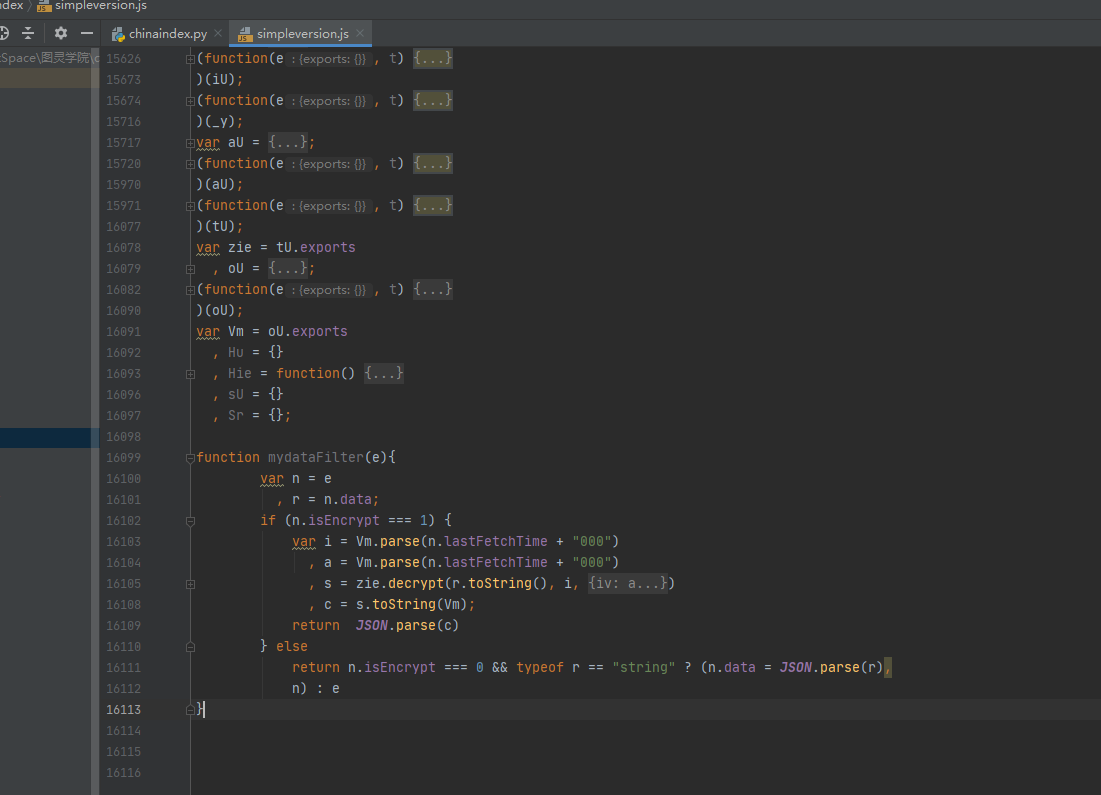 ndex 〉 simpleversion.js
chinaindex.py × simpleversion.js ×
Space\图灵学院\
15626 (function(e : {exports: {}} , t) {...}
15673 )(iU);
15674 (function(e : {exports: {}} , t) {...}
15716 )(_y);
15717 var aU = {...};
15720 (function(e : {exports: {}} , t) {...}
15970 )(aU);
15971 (function(e : {exports: {}} , t) {...}
16077 )(tU);
16078 var zie = tU.exports
16079 , oU = {...};
16082 (function(e : {exports: {}} , t) {...}
16090 )(oU);
16091 var Vm = oU.exports
16092 , Hu = {}
16093 , Hie = function() {...}
16096 , sU = {}
16097 , Sr = {};
16098
16099 function mydataFilter(e){
16100 var n = e
16101 , r = n.data;
16102 if (n.isEncrypt === 1) {
16103 var i = Vm.parse(n.lastFetchTime + "000")
16104 , a = Vm.parse(n.lastFetchTime + "000")
16105 , s = zie.decrypt(r.toString(), i, {iv: a...})
16108 , c = s.toString(Vm);
16109 return JSON.parse(c)
16110 } else
16111 return n.isEncrypt === 0 && typeof r == "string" ? (n.data = JSON.parse(r),
16112 n) : e
16113 }
16114
16115
16116